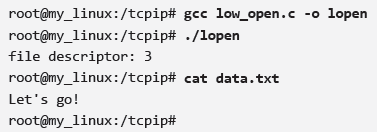 root@my_linux:/tcpip# gcc low_open.c -o lopen
root@my_linux:/tcpip# ./lopen
file descriptor: 3
root@my_linux:/tcpip# cat data.txt
Let's go!
root@my_linux:/tcpip#